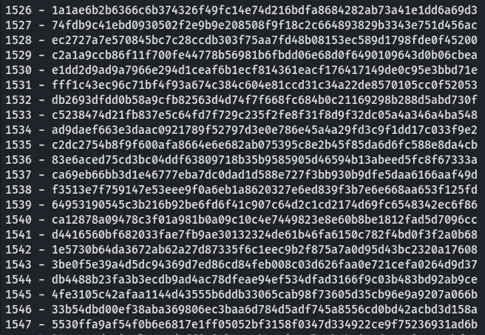 1526 - 1a1ae6b2b6366c6b374326f49fc14e74d216bdfa8684282ab73a41e1dd6a69d3
1527 - 74fdb9c41ebd0930502f2e9b9e208508f9f18c2c664893829b3343e751d456ac
1528 - ec2727a7e570845bc7c28ccdb303f75aa7fd48b08153ec589d1798fde0f45200
1529 - c2a1a9ccb86f11f700fe44778b56981b6fbdd06e68d0f6490109643d0b06cbea
1530 - e1dd2d9ad9a7966e294d1ceaf6b1ecf814361eacf176417149de0c95e3bbd71e
1531 - fff1c43ec96c71bf4f93a674c384c604e81ccd31c34a22de8570105cc0f52053
1532 - db2693dfdd0b58a9cfb82563d4d74f7f668fc684b0c21169298b288d5abd730f
1533 - c5238474d21fb837e5c64fd7f729c235f2fe8f31f8d9f32dc05a4a346a4ba548
1534 - ad9daef663e3daac0921789f52797d3e0e786e45a4a29fd3c9f1dd17c033f9e2
1535 - c2dc2754b8f9f600afa8664e6e682ab075395c8e2b45f85da6d6fc588e8da4cb
1536 - 83e6aced75cd3bc04ddf63809718b35b9585905d46594b13abeed5fc8f67333a
1537 - ca69eb66bb3d1e46777eba7dc0dad1d588e727f3bb930b9dfe5daa6166aaf49d
1538 - f3513e7f759147e53eee9f0a6eb1a8620327e6ed839f3b7e6e668aa653f125fd
1539 - 64953190545c3b216b92be6fd6f41c907c64d2c1cd2174d69fc6548342ec6f86
1540 - ca12878a09478c3f01a981b0a09c10c4e7449823e8e60b8be1812fad5d7096cc
1541 - d4416560bf682033fae7fb9ae30132324de61b46fa6150c782f4bd0f3f2a0b68
1542 - 1e5730b64da3672ab62a27d87335f6c1eec9b2f875a7a0d95d43bc2320a17608
1543 - 3be0f5e39a4d5dc94369d7ed86cd84feb008c03d626faa0e721cefa0264d9d37
1544 - db4488b23fa3b3ecdb9ad4ac78dfeae94ef534dfad3166f9c03b483bd92ab9ce
1545 - 4fe3105c42afaa1144d43555b6ddb33065cab98f73605d35cb96e9a9207a066b
1546 - 33b54dbd00ef38aba369806ec3baa6d784d5adf745a8556cd0bd42acbd3d158a
1547 - 5530ffa9af54f0b6e6817e1ff05052bf3158f0347d334922ce9f75236931ad6b